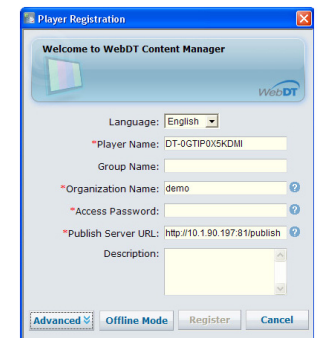 Player Registration
Welcome to WebDT Content Manager
WebDT
Language: English
*Player Name: DT-0GTIP0X5KDMI
Group Name:
*Organization Name: demo
*Access Password:
*Publish Server URL: http://10.1.90.197:81/publish
Description:
Advanced Offline Mode Register Cancel